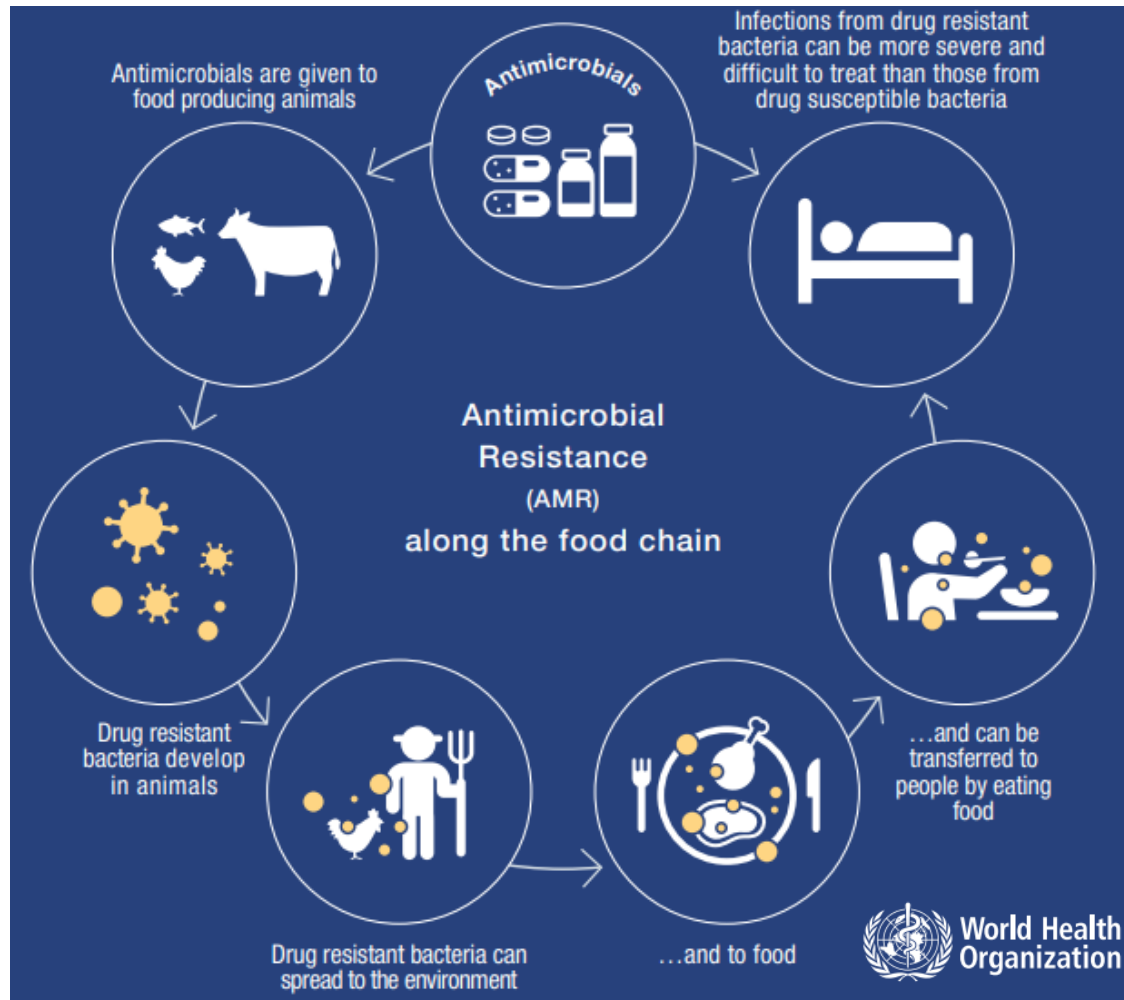 Antimicrobials
Antimicrobials are given to
food producing animals
Infections from drug resistant
bacteria can be more severe and
difficult to treat than those from
drug susceptible bacteria
Antimicrobial
Resistance
(AMR)
along the food chain
Drug resistant
bacteria develop
in animals
Drug resistant bacteria can
spread to the environment
...and to food
...and can be
transferred to
people by eating
food
World Health
Organization